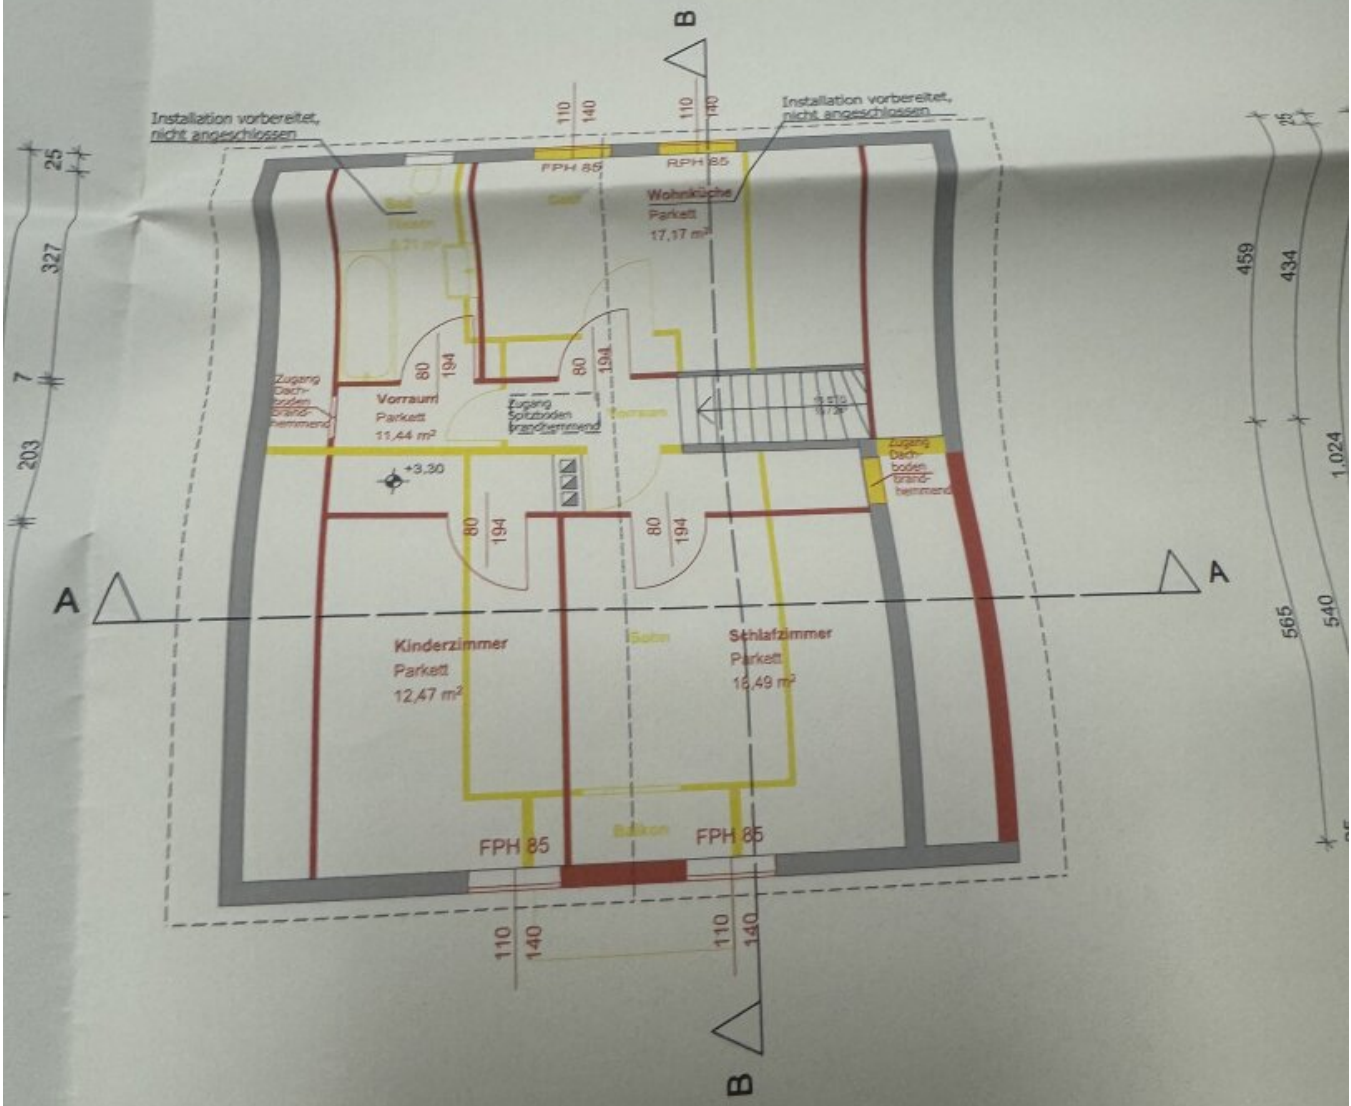 B
Installation vorbereitet,
nicht angeschlossen
110
140
110
140
Installation vorbereitet,
nicht angeschlossen
25
327
7
203
FPH 85
RPH 85
Bad
Wohnküche
Parkett
17,17 m²
25
459
434
1,024
565
540
80
194
80
194
Zugang
Dach-
boden
brand-
hemmend
Vorraum
Parkett
11,44 m²
Zugang
Spitzboden
brandhemmend
Vorraum
+3,30
Zugang
Dach-
boden
brand-
hemmend
80
194
80
194
A
A
Kinderzimmer
Parkett
12,47 m²
Sohn
Schlafzimmer
Parkett
Balkon
FPH 85
FPH 85
110
140
110
140
B